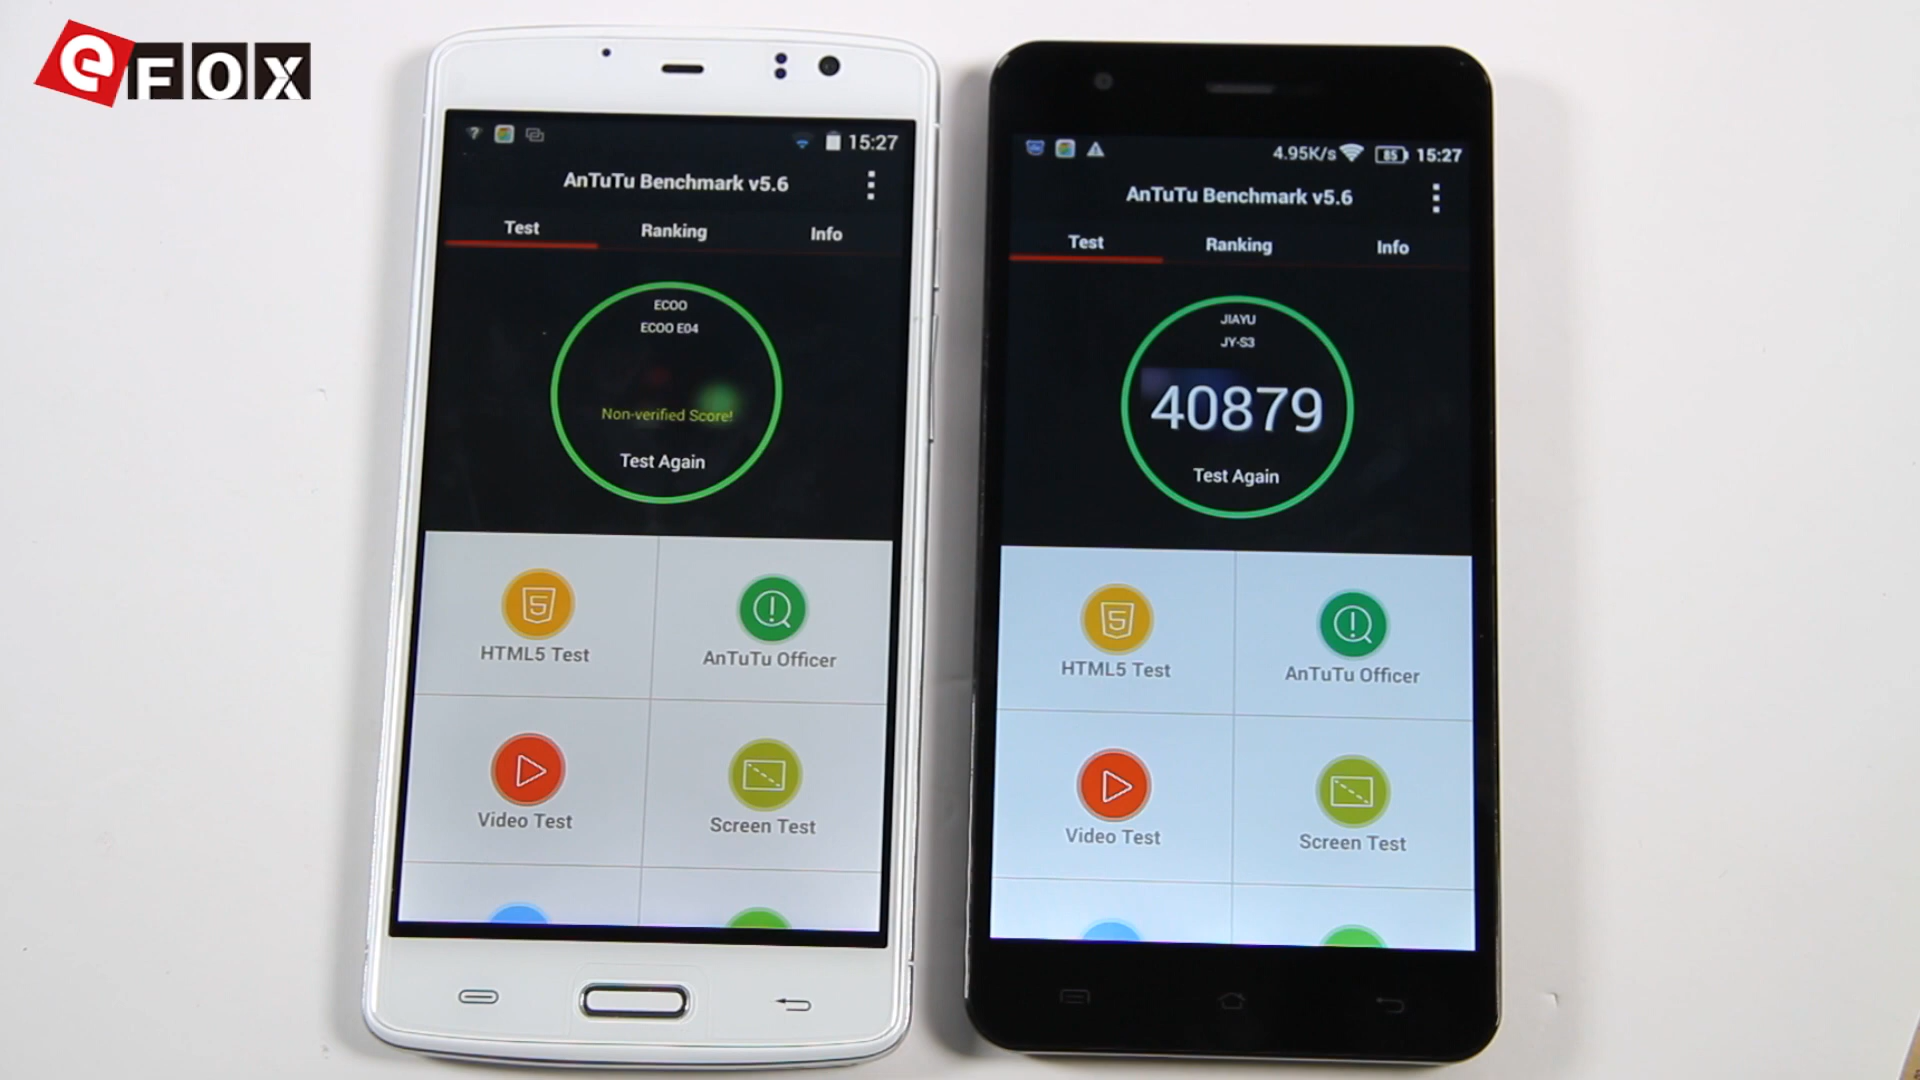 eFOX
15:27
AnTuTu Benchmark v5.6
Test Ranking Info
ECOO
ECOO E04
Non-verified Score!
Test Again
HTML5 Test AnTuTu Officer
Video Test Screen Test
4.95K/s 85 15:27
AnTuTu Benchmark v5.6
Test Ranking Info
JIAYU
JY-S3
40879
Test Again
HTML5 Test AnTuTu Officer
Video Test Screen Test